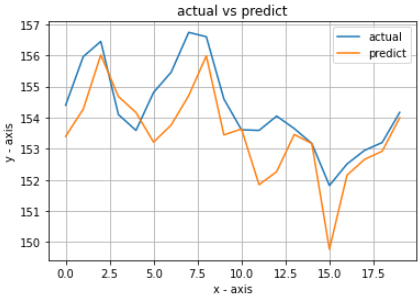 actual vs predict
actual
predict
157
156
155
154
153
152
151
150
y - axis
0.0 2.5 5.0 7.5 10.0 12.5 15.0 17.5
x - axis